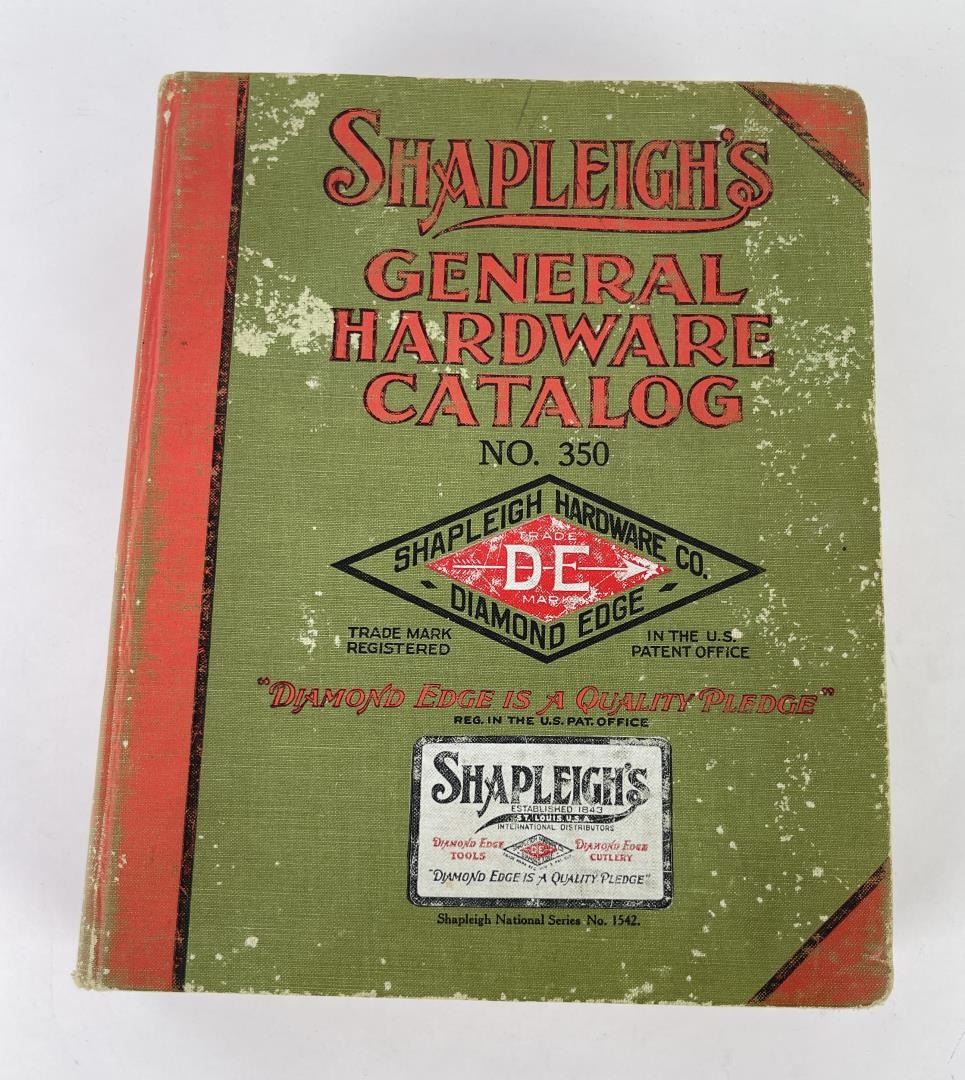 SHAPLEIGH'S
GENERAL
HARDWARE
CATALOG
NO. 350
SHAPLEIGH HARDWARE CO.
TRADE
DE
MARK
DIAMOND EDGE
TRADE MARK
REGISTERED
IN THE U.S.
PATENT OFFICE
"DIAMOND EDGE IS A QUALITY PLEDGE"
REG. IN THE U.S. PAT. OFFICE
SHAPLEIGH'S
ESTABLISHED 1843
ST. LOUIS, U.S.A.
INTERNATIONAL DISTRIBUTORS
DIAMOND EDGE
TOOLS
DE
DIAMOND EDGE
CUTLERY
"DIAMOND EDGE IS A QUALITY PLEDGE"
Shapleigh National Series No. 1542.